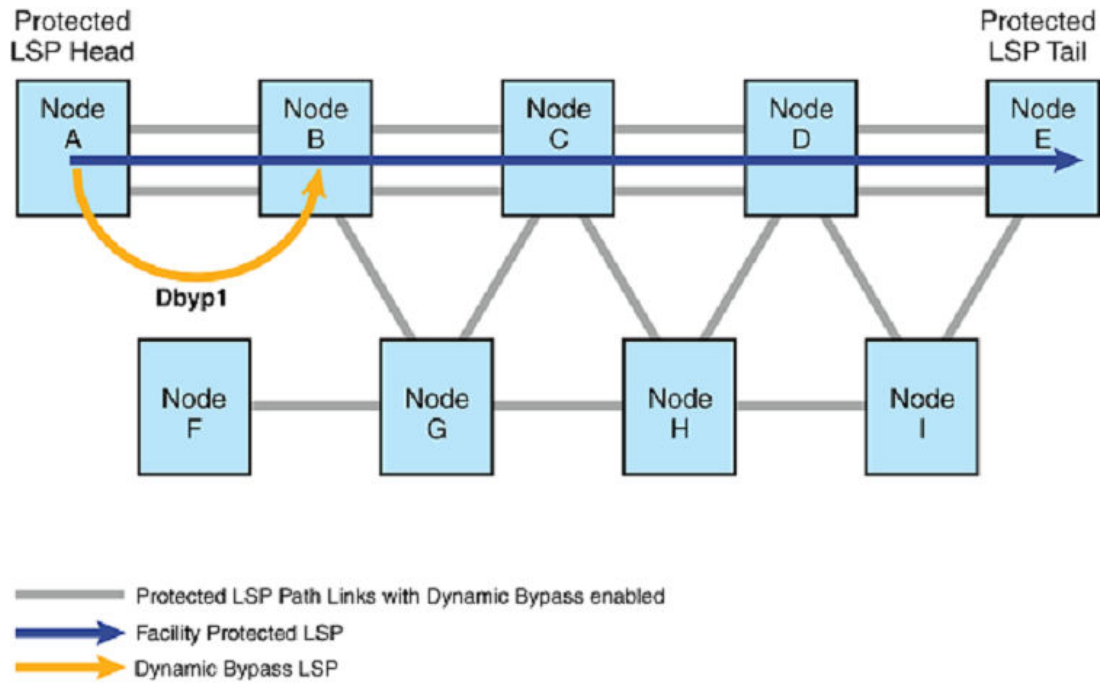 Protected
LSP Head
Protected
LSP Tail
Node
A
Node
B
Node
C
Node
D
Node
E
Dbyp1
Node
F
Node
G
Node
H
Node
I
Protected LSP Path Links with Dynamic Bypass enabled
Facility Protected LSP
Dynamic Bypass LSP